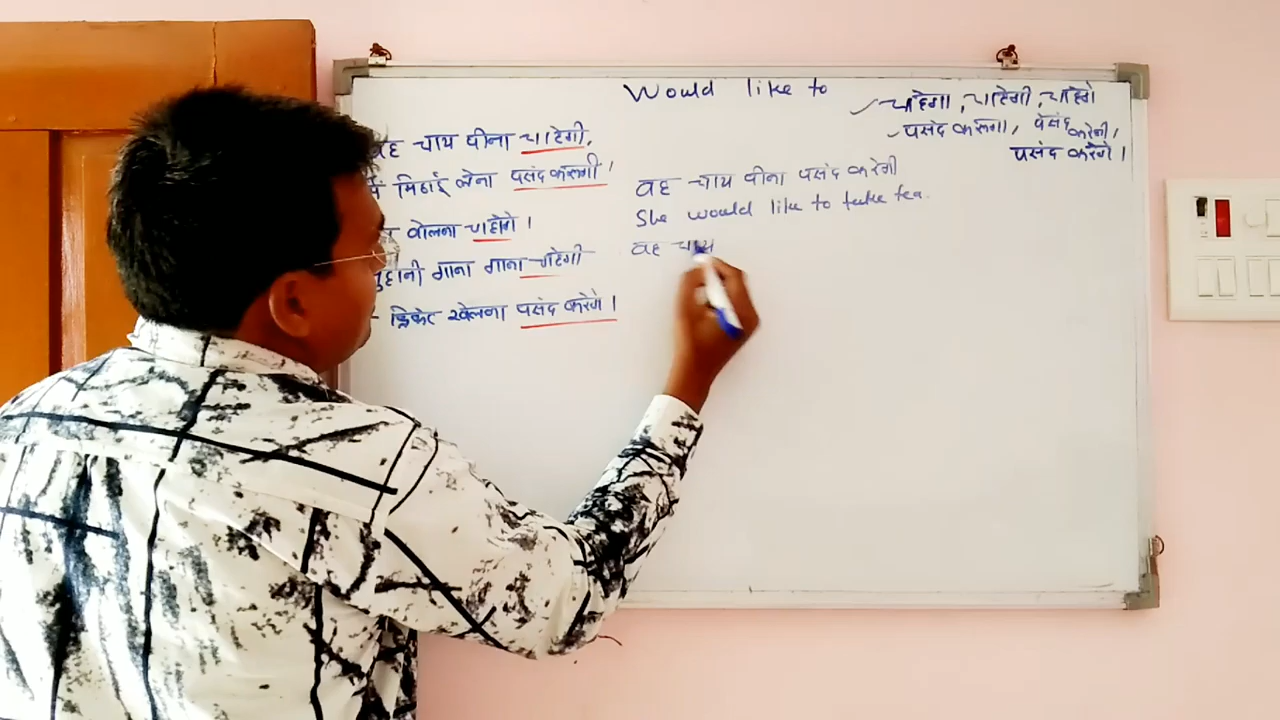 Would like to
चाहेगा, चाहेगी, चाहेंगे
पसंद करूंगा, पसंद करेगी,
पसंद करेंगे।
वह चाय पीना चाहेगी,
मिठाई लेना पसंद करूंगी।
बोलना चाहेंगे।
गाना गाना चाहेगी
क्रिकेट खेलना पसंद करेंगे।
वह चाय पीना पसंद करेगी
She would like to take tea.
वह चाय